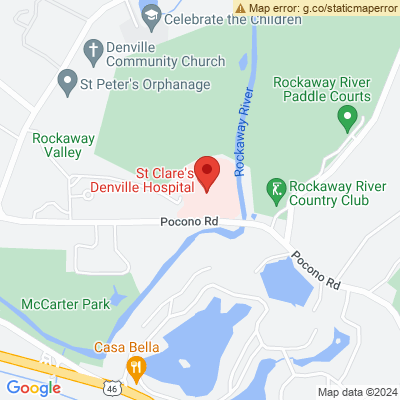 Map error: g.co/staticmaperror
Celebrate the Children
Denville
Community Church
St Peter's Orphanage
Rockaway River
Rockaway River
Paddle Courts
Rockaway
Valley
St Clare's
Denville Hospital
Rockaway River
Country Club
Pocono Rd
Pocono Rd
McCarter Park
Casa Bella
46
46
Google
Map data ©2024